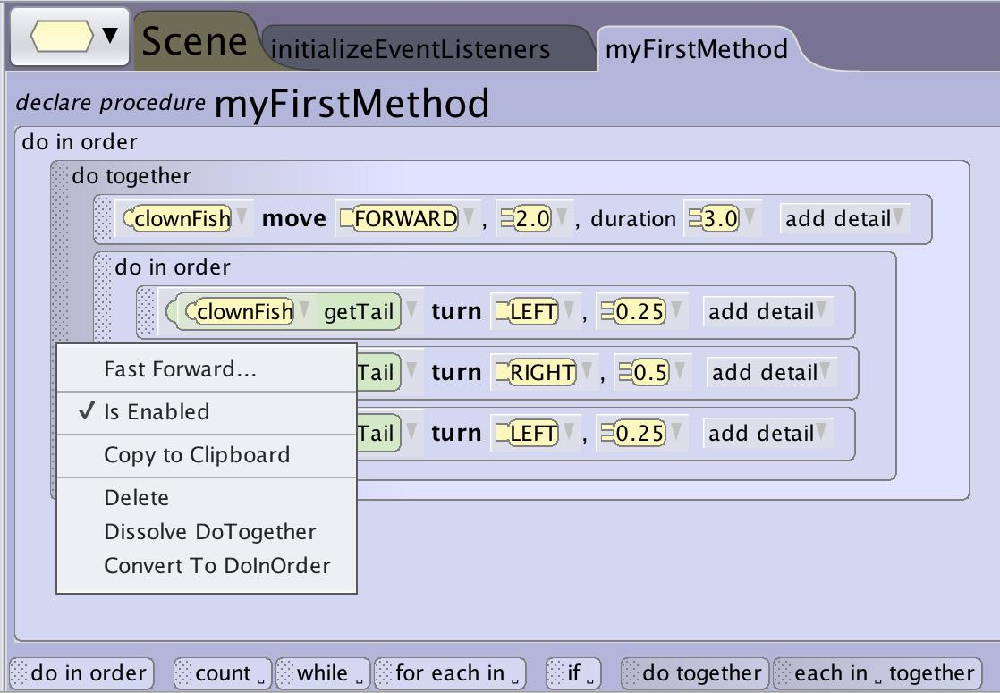 Scene initializeEventListeners myFirstMethod
declare procedure myFirstMethod
do in order
do together
clownFish move FORWARD, 2.0, duration 3.0 add detail
do in order
clownFish getTail turn LEFT, 0.25 add detail
Tail turn RIGHT, 0.5 add detail
Tail turn LEFT, 0.25 add detail
Fast Forward...
✓ Is Enabled
Copy to Clipboard
Delete
Dissolve DoTogether
Convert To DoInOrder
do in order count ⎵ while ⎵ for each in ⎵ if ⎵ do together each in ⎵ together